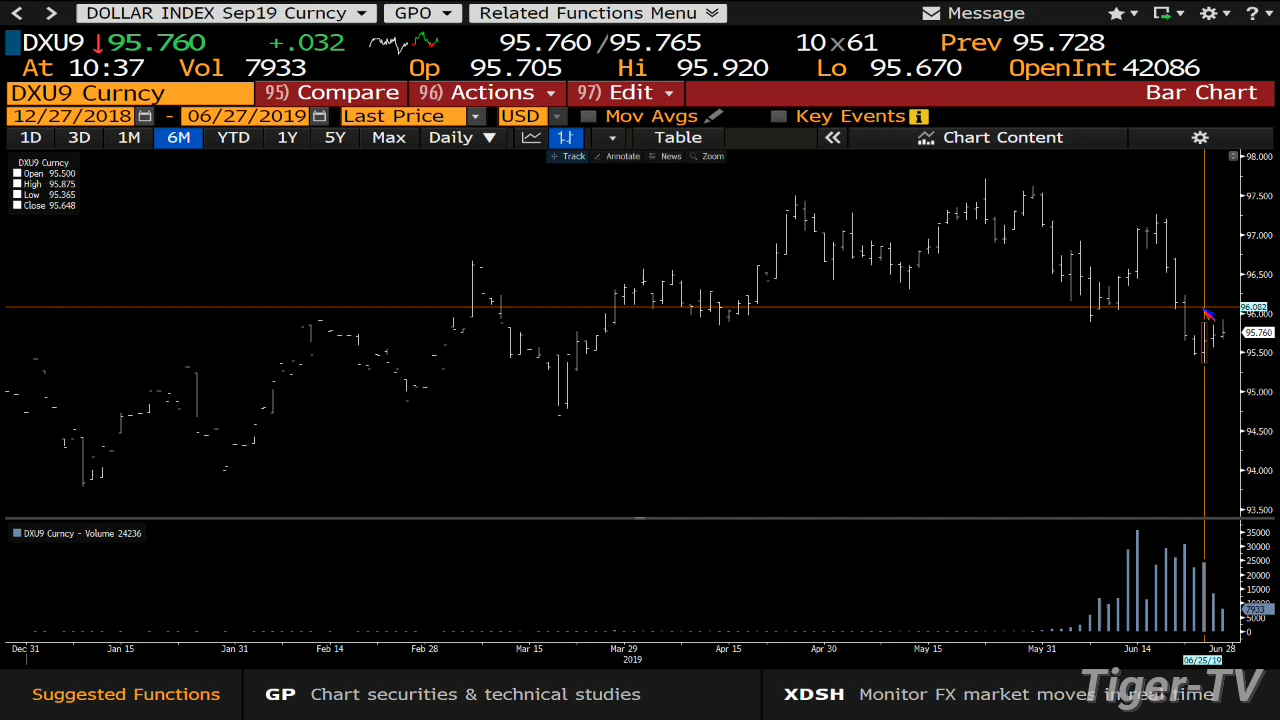 < > DOLLAR INDEX Sep19 Curncy GPO Related Functions Menu Message ?
DXU9 ↓95.760 +.032 95.760/95.765 10x61 Prev 95.728
At 10:37 Vol 7933 Op 95.705 Hi 95.920 Lo 95.670 OpenInt 42086
DXU9 Curncy 95) Compare 96) Actions 97) Edit Bar Chart
12/27/2018 - 06/27/2019 Last Price USD Mov Avgs Key Events i
1D 3D 1M 6M YTD 1Y 5Y Max Daily ▼ Table « Chart Content
Track Annotate News Zoom
DXU9 Curncy
Open 95.500
High 95.875
Low 95.365
Close 95.648
98.000
97.500
97.000
96.500
96.082
96.000
95.760
95.500
95.000
94.500
94.000
93.500
DXU9 Curncy - Volume 24236
35000
30000
25000
20000
15000
10000
7933
5000
0
Dec 31 Jan 15 Jan 31 Feb 14 Feb 28 Mar 15 Mar 29 Apr 15 Apr 30 May 15 May 31 Jun 14 Jun 28
2019 06/25/19
Suggested Functions GP Chart securities & technical studies XDSH Monitor FX market moves in real time
Tiger-TV